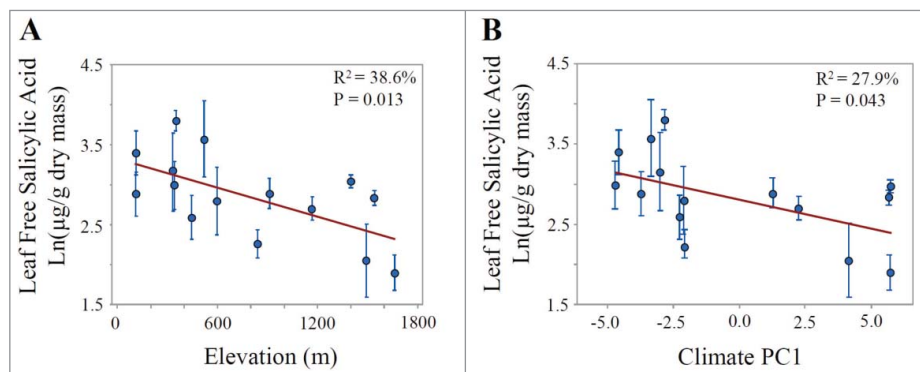 A
Leaf Free Salicylic Acid
Ln(µg/g dry mass)
4.5
3.5
2.5
1.5
R² = 38.6%
P = 0.013
0 600 1200 1800
Elevation (m)
B
Leaf Free Salicylic Acid
Ln(µg/g dry mass)
4.5
3.5
2.5
1.5
R² = 27.9%
P = 0.043
-5.0 -2.5 0.0 2.5 5.0
Climate PC1